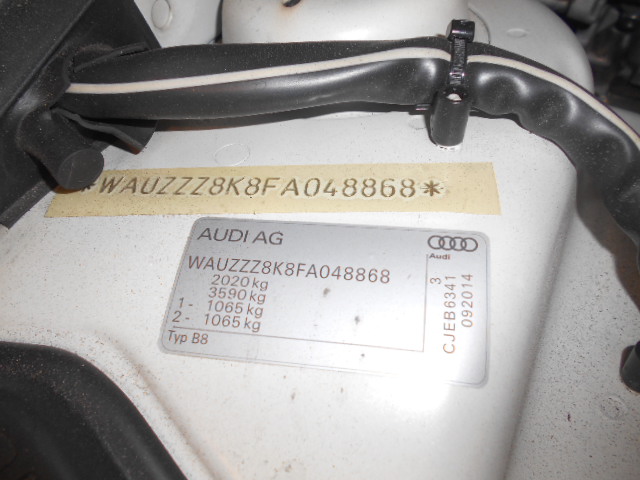 *WAUZZZ8K8FA048868*
AUDI AG
Audi
WAUZZZ8K8FA048868
2020 kg
3590 kg
1- 1065 kg
2- 1065 kg
Typ B8
3
CJEB6341
092014